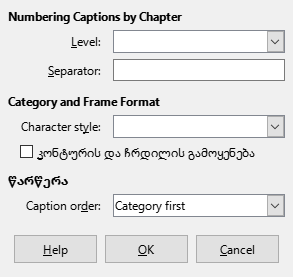 Numbering Captions by Chapter
Level:
Separator:
Category and Frame Format
Character style:
კონტურის და ჩრდილის გამოყენება
წარწერა
Caption order: Category first
Help OK Cancel